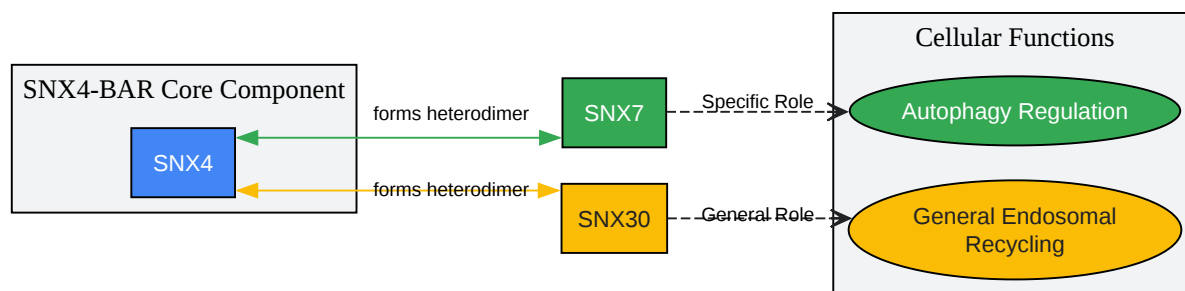 Cellular Functions
SNX4-BAR Core Component
SNX4
forms heterodimer
SNX7
Specific Role
Autophagy Regulation
forms heterodimer
SNX30
General Role
General Endosomal
Recycling